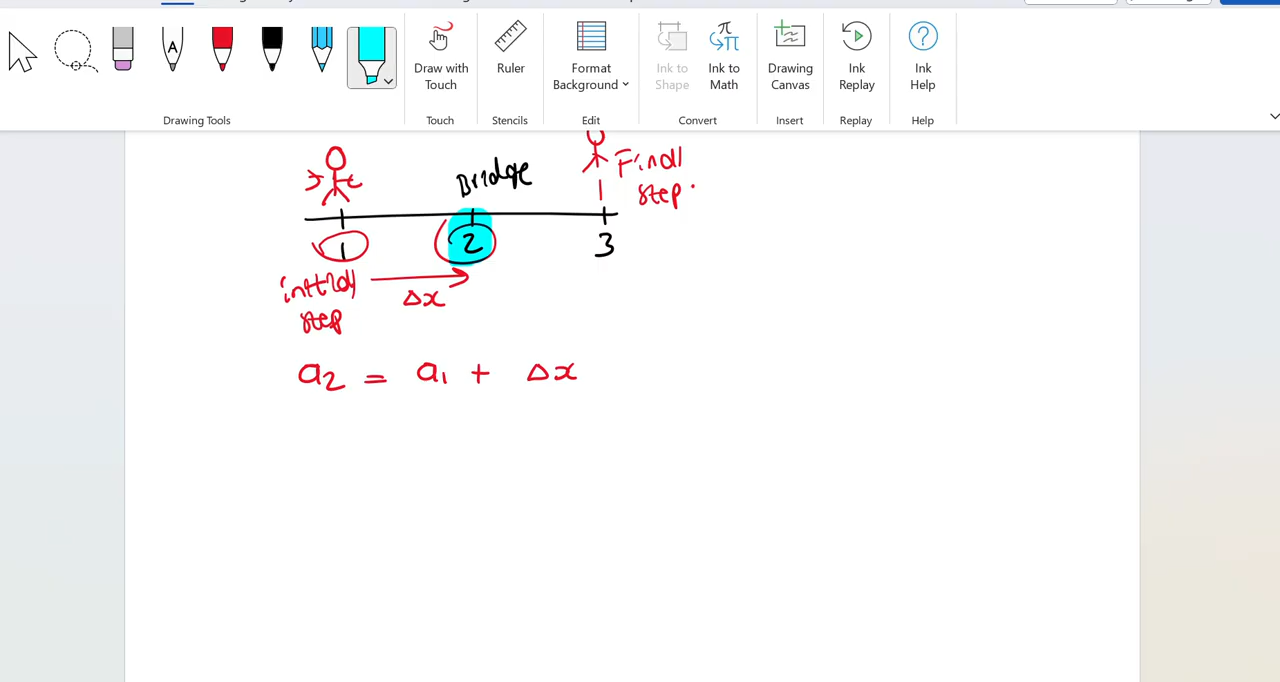 Draw with Touch
Ruler
Format Background
Ink to Shape
Ink to Math
Drawing Canvas
Ink Replay
Ink Help
Drawing Tools
Touch
Stencils
Edit
Convert
Insert
Replay
Help
Bridge
Final step.
1 2 3
initial step
Δx
a2 = a1 + Δx